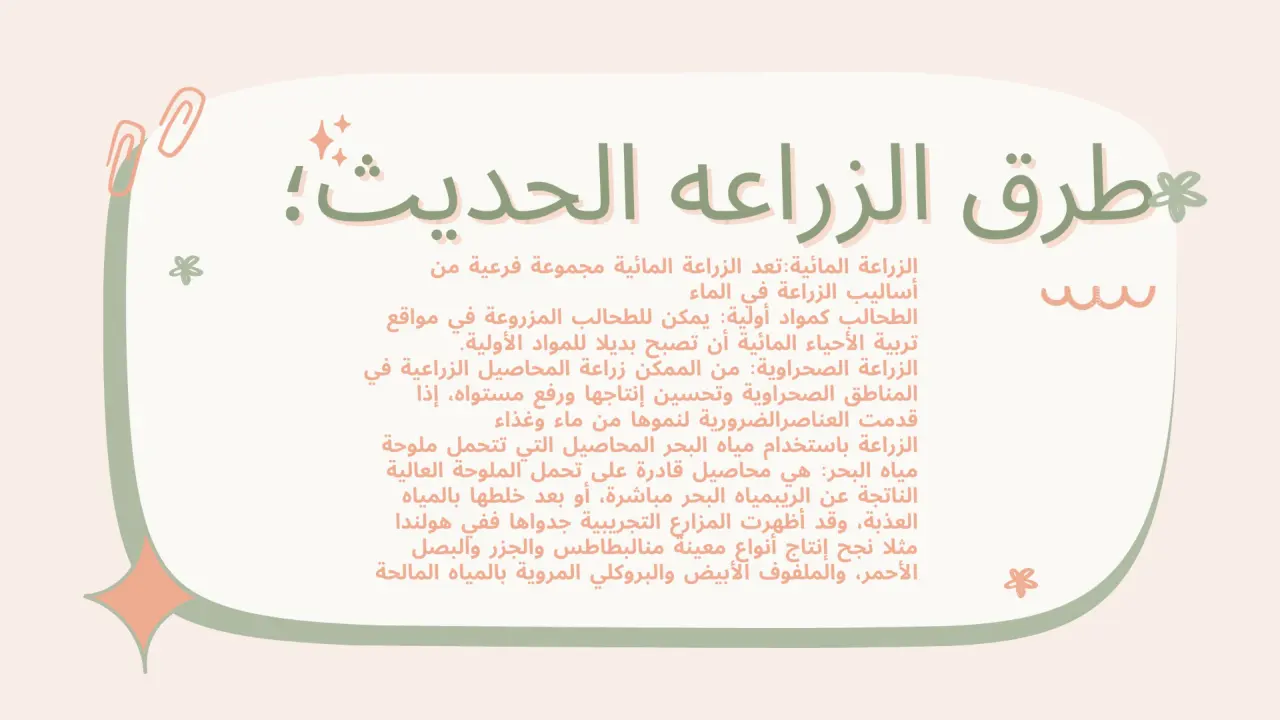 طرق الزراعه الحديث؛
الزراعة المائية:تعد الزراعة المائية مجموعة فرعية من
أساليب الزراعة في الماء
الطحالب كمواد أولية: يمكن للطحالب المزروعة في مواقع
تربية الأحياء المائية أن تصبح بديلا للمواد الأولية.
الزراعة الصحراوية: من الممكن زراعة المحاصيل الزراعية في
المناطق الصحراوية وتحسين إنتاجها ورفع مستواه، إذا
قدمت العناصرالضرورية لنموها من ماء وغذاء
الزراعة باستخدام مياه البحر المحاصيل التي تتحمل ملوحة
مياه البحر: هي محاصيل قادرة على تحمل الملوحة العالية
الناتجة عن الريبمياه البحر مباشرة، أو بعد خلطها بالمياه
العذبة، وقد أظهرت المزارع التجريبية جدواها ففي هولندا
مثلا نجح إنتاج أنواع معينة منالبطاطس والجزر والبصل
الأحمر، والملفوف الأبيض والبروكلي المروية بالمياه المالحة